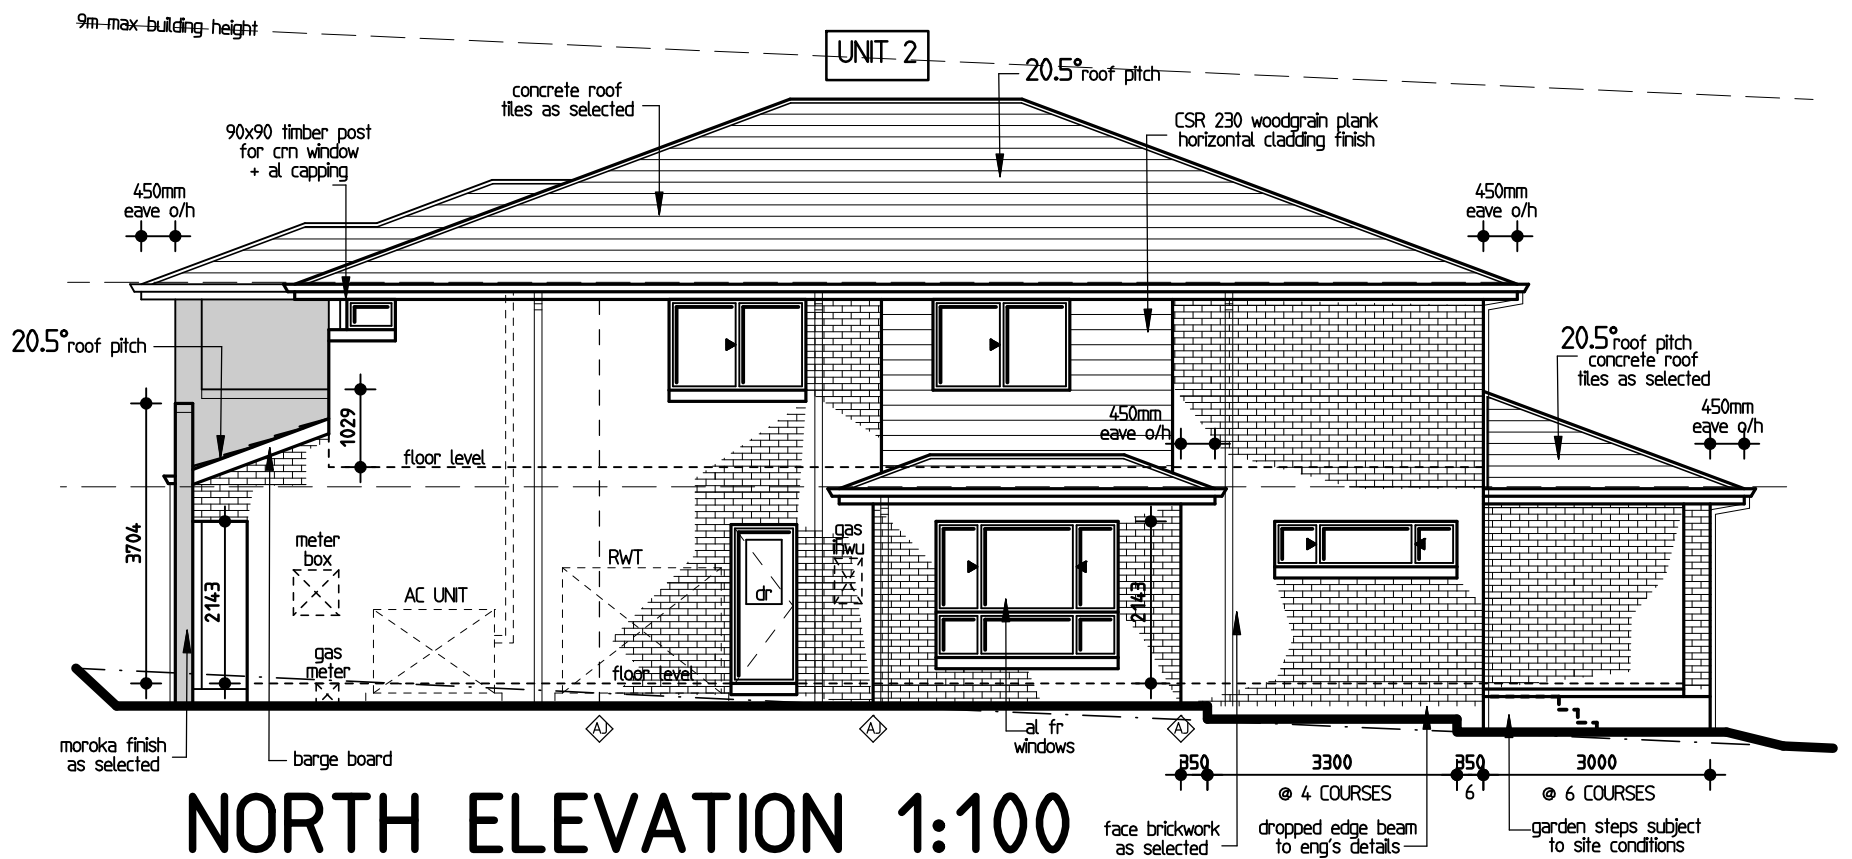 9m max building height
UNIT 2
20.5° roof pitch
concrete roof
tiles as selected
CSR 230 woodgrain plank
horizontal cladding finish
90x90 timber post
for crn window
+ al capping
450mm
eave o/h
450mm
eave o/h
20.5° roof pitch
20.5° roof pitch
concrete roof
tiles as selected
450mm
eave o/h
450mm
eave o/h
1029
floor level
3704
2143
meter
box
AC UNIT
RWT
dr
gas
inwu
2143
gas
meter
floor level
AJ
AJ
AJ
moroka finish
as selected
barge board
al fr
windows
350
3300
350
3000
@ 4 COURSES
6
@ 6 COURSES
NORTH ELEVATION 1:100
face brickwork
as selected
dropped edge beam
to eng's details
garden steps subject
to site conditions